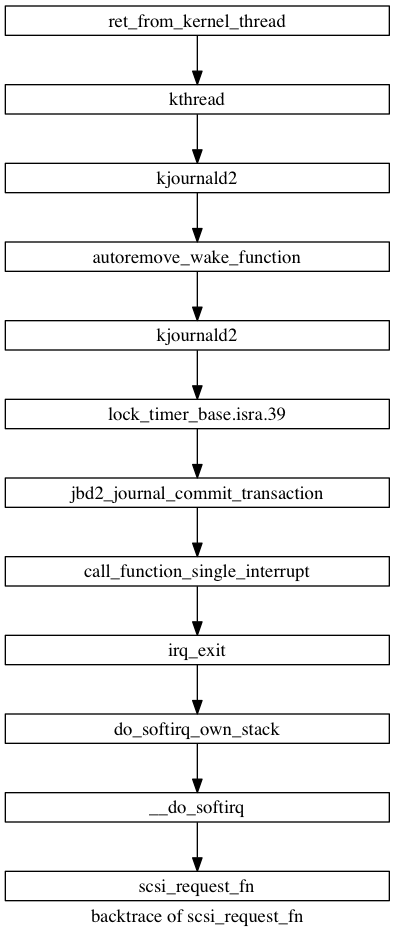 ret_from_kernel_thread
kthread
kjournald2
autoremove_wake_function
kjournald2
lock_timer_base.isra.39
jbd2_journal_commit_transaction
call_function_single_interrupt
irq_exit
do_softirq_own_stack
__do_softirq
scsi_request_fn
backtrace of scsi_request_fn